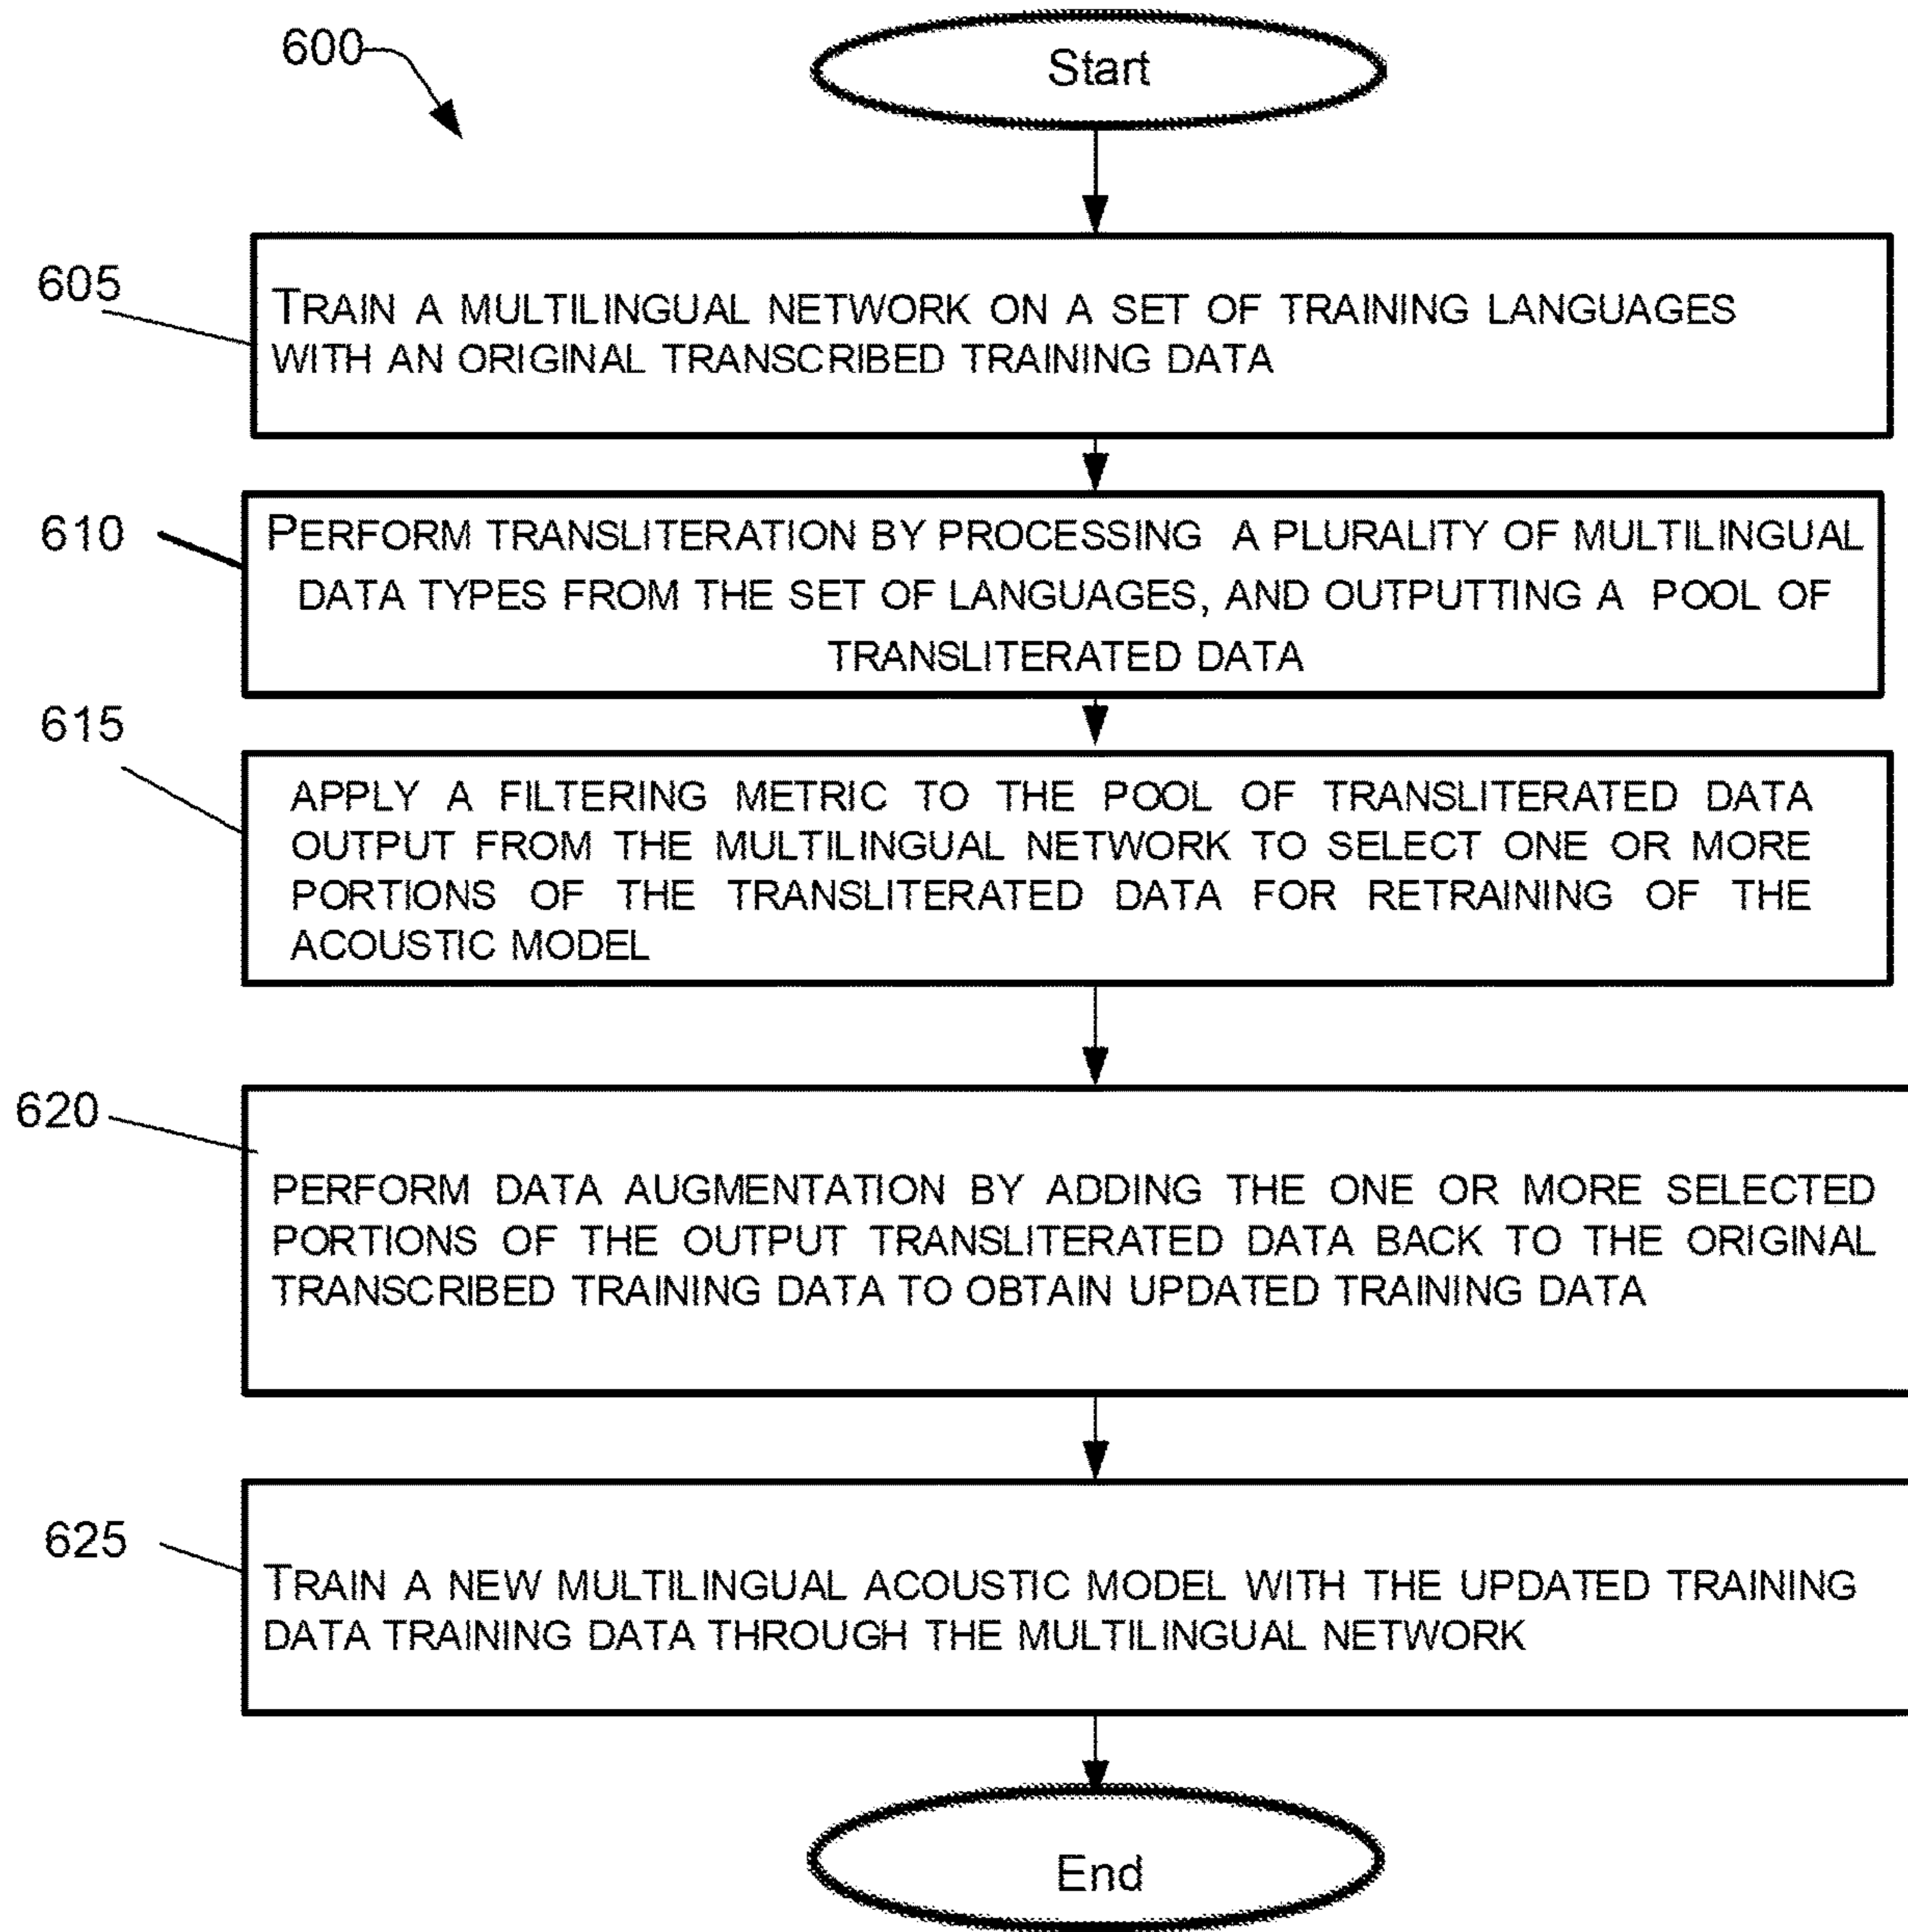 600
Start
605
TRAIN A MULTILINGUAL NETWORK ON A SET OF TRAINING LANGUAGES
WITH AN ORIGINAL TRANSCRIBED TRAINING DATA
610
PERFORM TRANSLITERATION BY PROCESSING A PLURALITY OF MULTILINGUAL
DATA TYPES FROM THE SET OF LANGUAGES, AND OUTPUTTING A POOL OF
TRANSLITERATED DATA
615
APPLY A FILTERING METRIC TO THE POOL OF TRANSLITERATED DATA
OUTPUT FROM THE MULTILINGUAL NETWORK TO SELECT ONE OR MORE
PORTIONS OF THE TRANSLITERATED DATA FOR RETRAINING OF THE
ACOUSTIC MODEL
620
PERFORM DATA AUGMENTATION BY ADDING THE ONE OR MORE SELECTED
PORTIONS OF THE OUTPUT TRANSLITERATED DATA BACK TO THE ORIGINAL
TRANSCRIBED TRAINING DATA TO OBTAIN UPDATED TRAINING DATA
625
TRAIN A NEW MULTILINGUAL ACOUSTIC MODEL WITH THE UPDATED TRAINING
DATA TRAINING DATA THROUGH THE MULTILINGUAL NETWORK
End